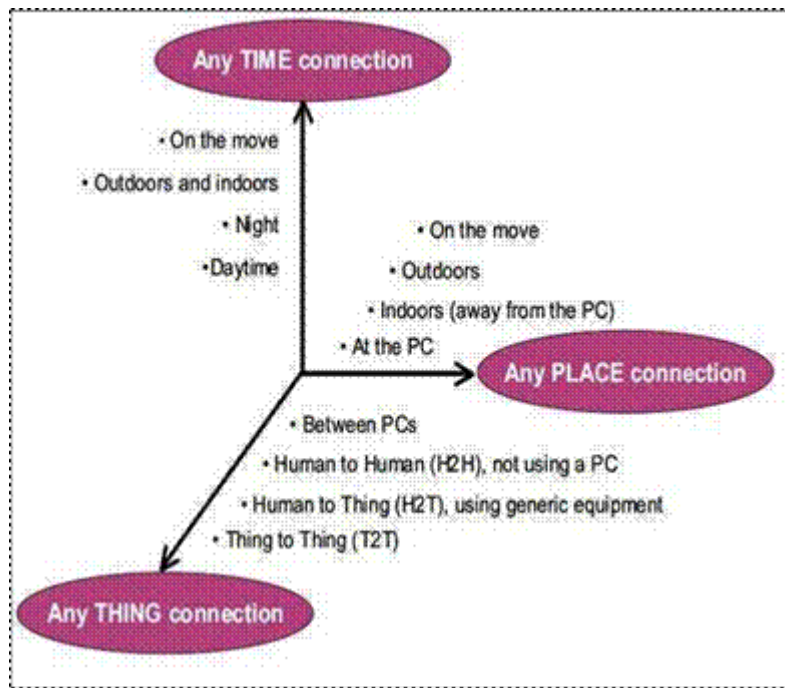 Any TIME connection
• On the move
• Outdoors and indoors
• Night
•Daytime
• On the move
• Outdoors
• Indoors (away from the PC)
• At the PC
Any PLACE connection
• Between PCs
• Human to Human (H2H), not using a PC
• Human to Thing (H2T), using generic equipment
• Thing to Thing (T2T)
Any THING connection